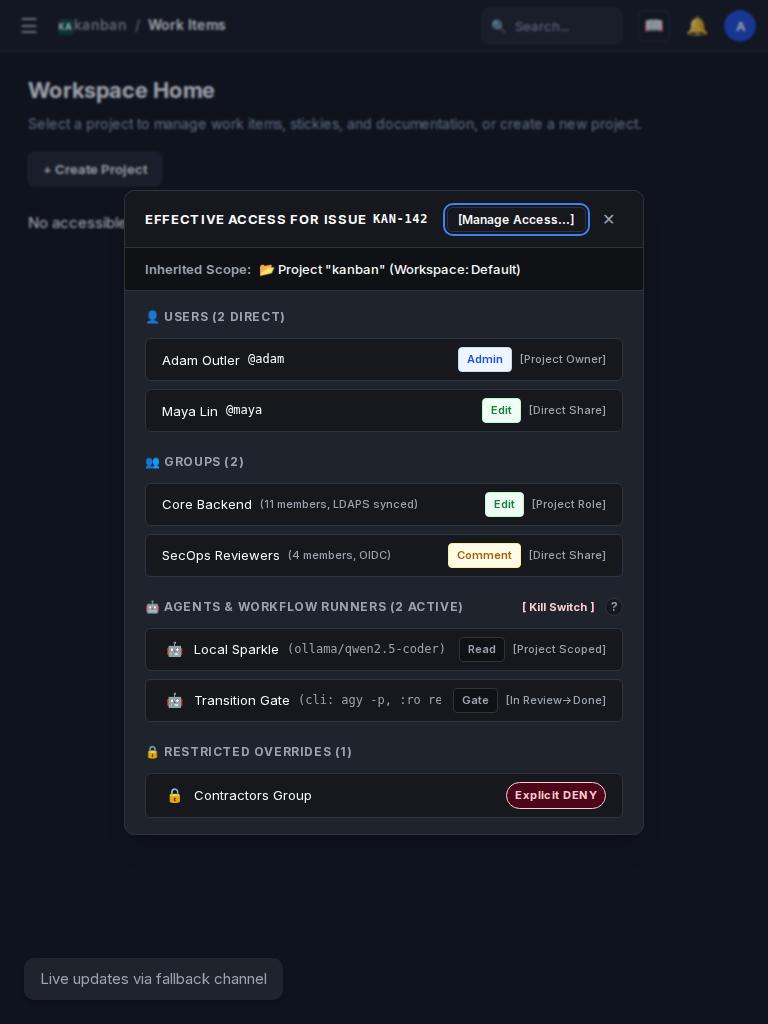 KA kanban / Work Items
Search...
A
Workspace Home
Select a project to manage work items, stickies, and documentation, or create a new project.
+ Create Project
No accessible
EFFECTIVE ACCESS FOR ISSUE KAN-142 [Manage Access...] ✕
Inherited Scope: Project "kanban" (Workspace: Default)
USERS (2 DIRECT)
Adam Outler @adam Admin [Project Owner]
Maya Lin @maya Edit [Direct Share]
GROUPS (2)
Core Backend (11 members, LDAPS synced) Edit [Project Role]
SecOps Reviewers (4 members, OIDC) Comment [Direct Share]
AGENTS & WORKFLOW RUNNERS (2 ACTIVE) [ Kill Switch ] ?
Local Sparkle (ollama/qwen2.5-coder) Read [Project Scoped]
Transition Gate (cli: agy -p, :ro re Gate [In Review→Done]
RESTRICTED OVERRIDES (1)
Contractors Group Explicit DENY
Live updates via fallback channel